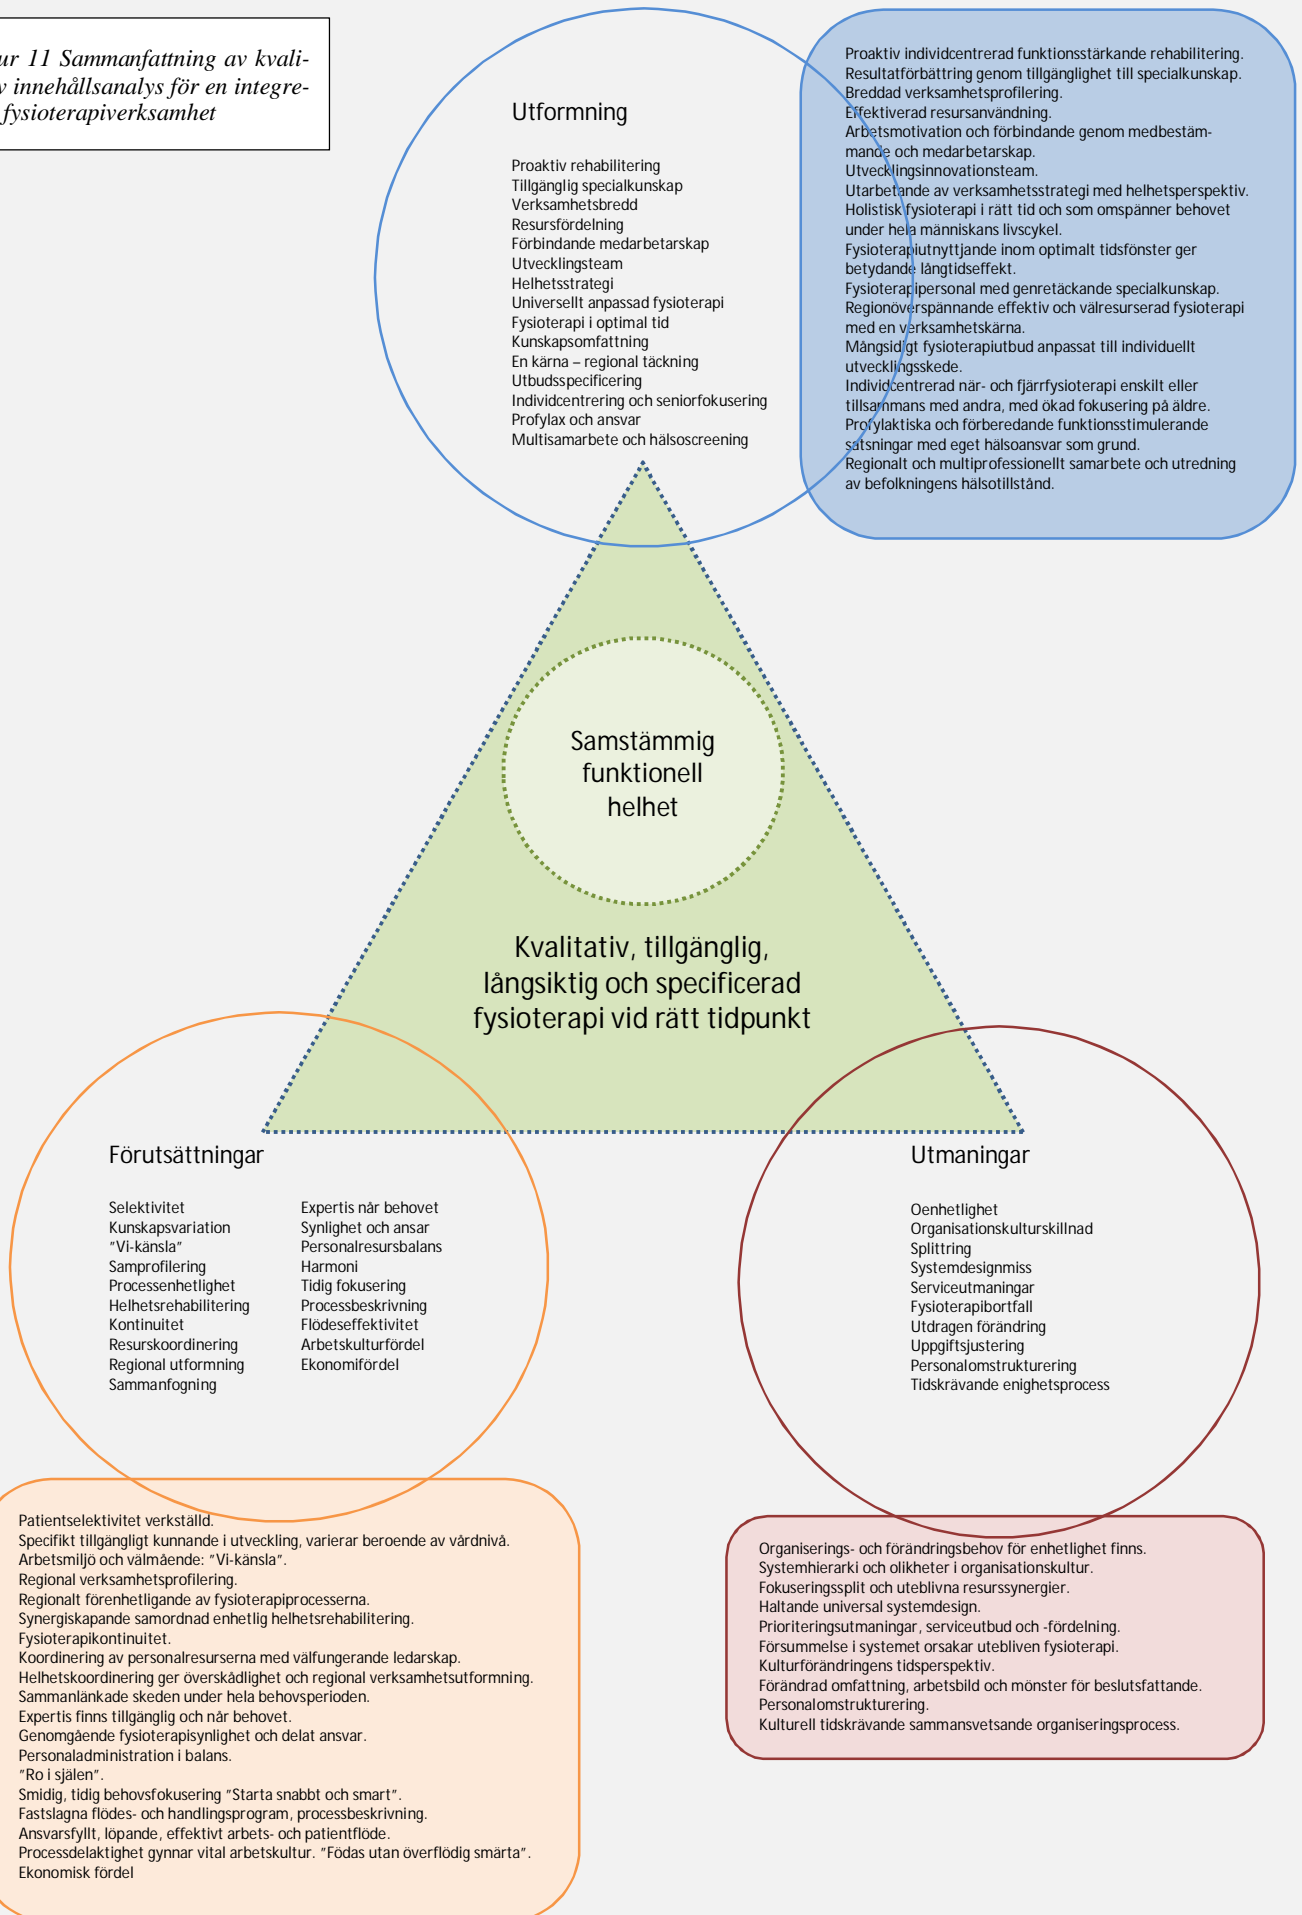 ur 11 Sammanfattning av kvali-
v innehållsanalys för en integre-
fysioterapiverksamhet
Utformning
Proaktiv rehabilitering
Tillgänglig specialkunskap
Verksamhetsbredd
Resursfördelning
Förbindande medarbetarskap
Utvecklingsteam
Helhetsstrategi
Universellt anpassad fysioterapi
Fysioterapi i optimal tid
Kunskapsomfattning
En kärna – regional täckning
Utbudsspecificering
Individcentrering och seniorfokusering
Profylax och ansvar
Multisamarbete och hälsoscreening
Proaktiv individcentrerad funktionsstärkande rehabilitering.
Resultatförbättring genom tillgänglighet till specialkunskap.
Breddad verksamhetsprofilering.
Effektiverad resursanvändning.
Arbetsmotivation och förbindande genom medbestäm-
mande och medarbetarskap.
Utvecklingsinnovationsteam.
Utarbetande av verksamhetsstrategi med helhetsperspektiv.
Holistisk fysioterapi i rätt tid och som omspänner behovet
under hela människans livscykel.
Fysioterapiutnyttjande inom optimalt tidsfönster ger
betydande långtidseffekt.
Fysioterapipersonal med genretäckande specialkunskap.
Regionöverspännande effektiv och välresurserad fysioterapi
med en verksamhetskärna.
Mångsidigt fysioterapiutbud anpassat till individuellt
utvecklingsskede.
Individcentrerad när- och fjärrfysioterapi enskilt eller
tillsammans med andra, med ökad fokusering på äldre.
Profylaktiska och förberedande funktionsstimulerande
satsningar med eget hälsoansvar som grund.
Regionalt och multiprofessionellt samarbete och utredning
av befolkningens hälsotillstånd.
Samstämmig
funktionell
helhet
Kvalitativ, tillgänglig,
långsiktig och specificerad
fysioterapi vid rätt tidpunkt
Förutsättningar
Selektivitet
Kunskapsvariation
"Vi-känsla"
Samprofilering
Processenhetlighet
Helhetsrehabilitering
Kontinuitet
Resurskoordinering
Regional utformning
Sammanfogning
Expertis når behovet
Synlighet och ansar
Personalresursbalans
Harmoni
Tidig fokusering
Processbeskrivning
Flödeseffektivitet
Arbetskulturfördel
Ekonomifördel
Utmaningar
Oenhetlighet
Organisationskulturskillnad
Splittring
Systemdesignmiss
Serviceutmaningar
Fysioterapibortfall
Utdragen förändring
Uppgiftsjustering
Personalomstrukturering
Tidskrävande enighetsprocess
Patientselektivitet verkställd.
Specifikt tillgängligt kunnande i utveckling, varierar beroende av vårdnivå.
Arbetsmiljö och välmående: "Vi-känsla".
Regional verksamhetsprofilering.
Regionalt förenhetligande av fysioterapiprocesserna.
Synergiskapande samordnad enhetlig helhetsrehabilitering.
Fysioterapikontinuitet.
Koordinering av personalresurserna med välfungerande ledarskap.
Helhetskoordinering ger överskådlighet och regional verksamhetsutformning.
Sammanlänkade skeden under hela behovsperioden.
Expertis finns tillgänglig och når behovet.
Genomgående fysioterapisynlighet och delat ansvar.
Personaladministration i balans.
"Ro i själen".
Smidig, tidig behovsfokusering "Starta snabbt och smart".
Fastslagna flödes- och handlingsprogram, processbeskrivning.
Ansvarsfyllt, löpande, effektivt arbets- och patientflöde.
Processdelaktighet gynnar vital arbetskultur. "Födas utan överflödig smärta".
Ekonomisk fördel
Organiserings- och förändringsbehov för enhetlighet finns.
Systemhierarki och olikheter i organisationskultur.
Fokuseringssplit och uteblivna resurssynergier.
Haltande universal systemdesign.
Prioriteringsutmaningar, serviceutbud och -fördelning.
Försummelse i systemet orsakar utebliven fysioterapi.
Kulturförändringens tidsperspektiv.
Förändrad omfattning, arbetsbild och mönster för beslutsfattande.
Personalomstrukturering.
Kulturell tidskrävande sammansvetsande organiseringsprocess.